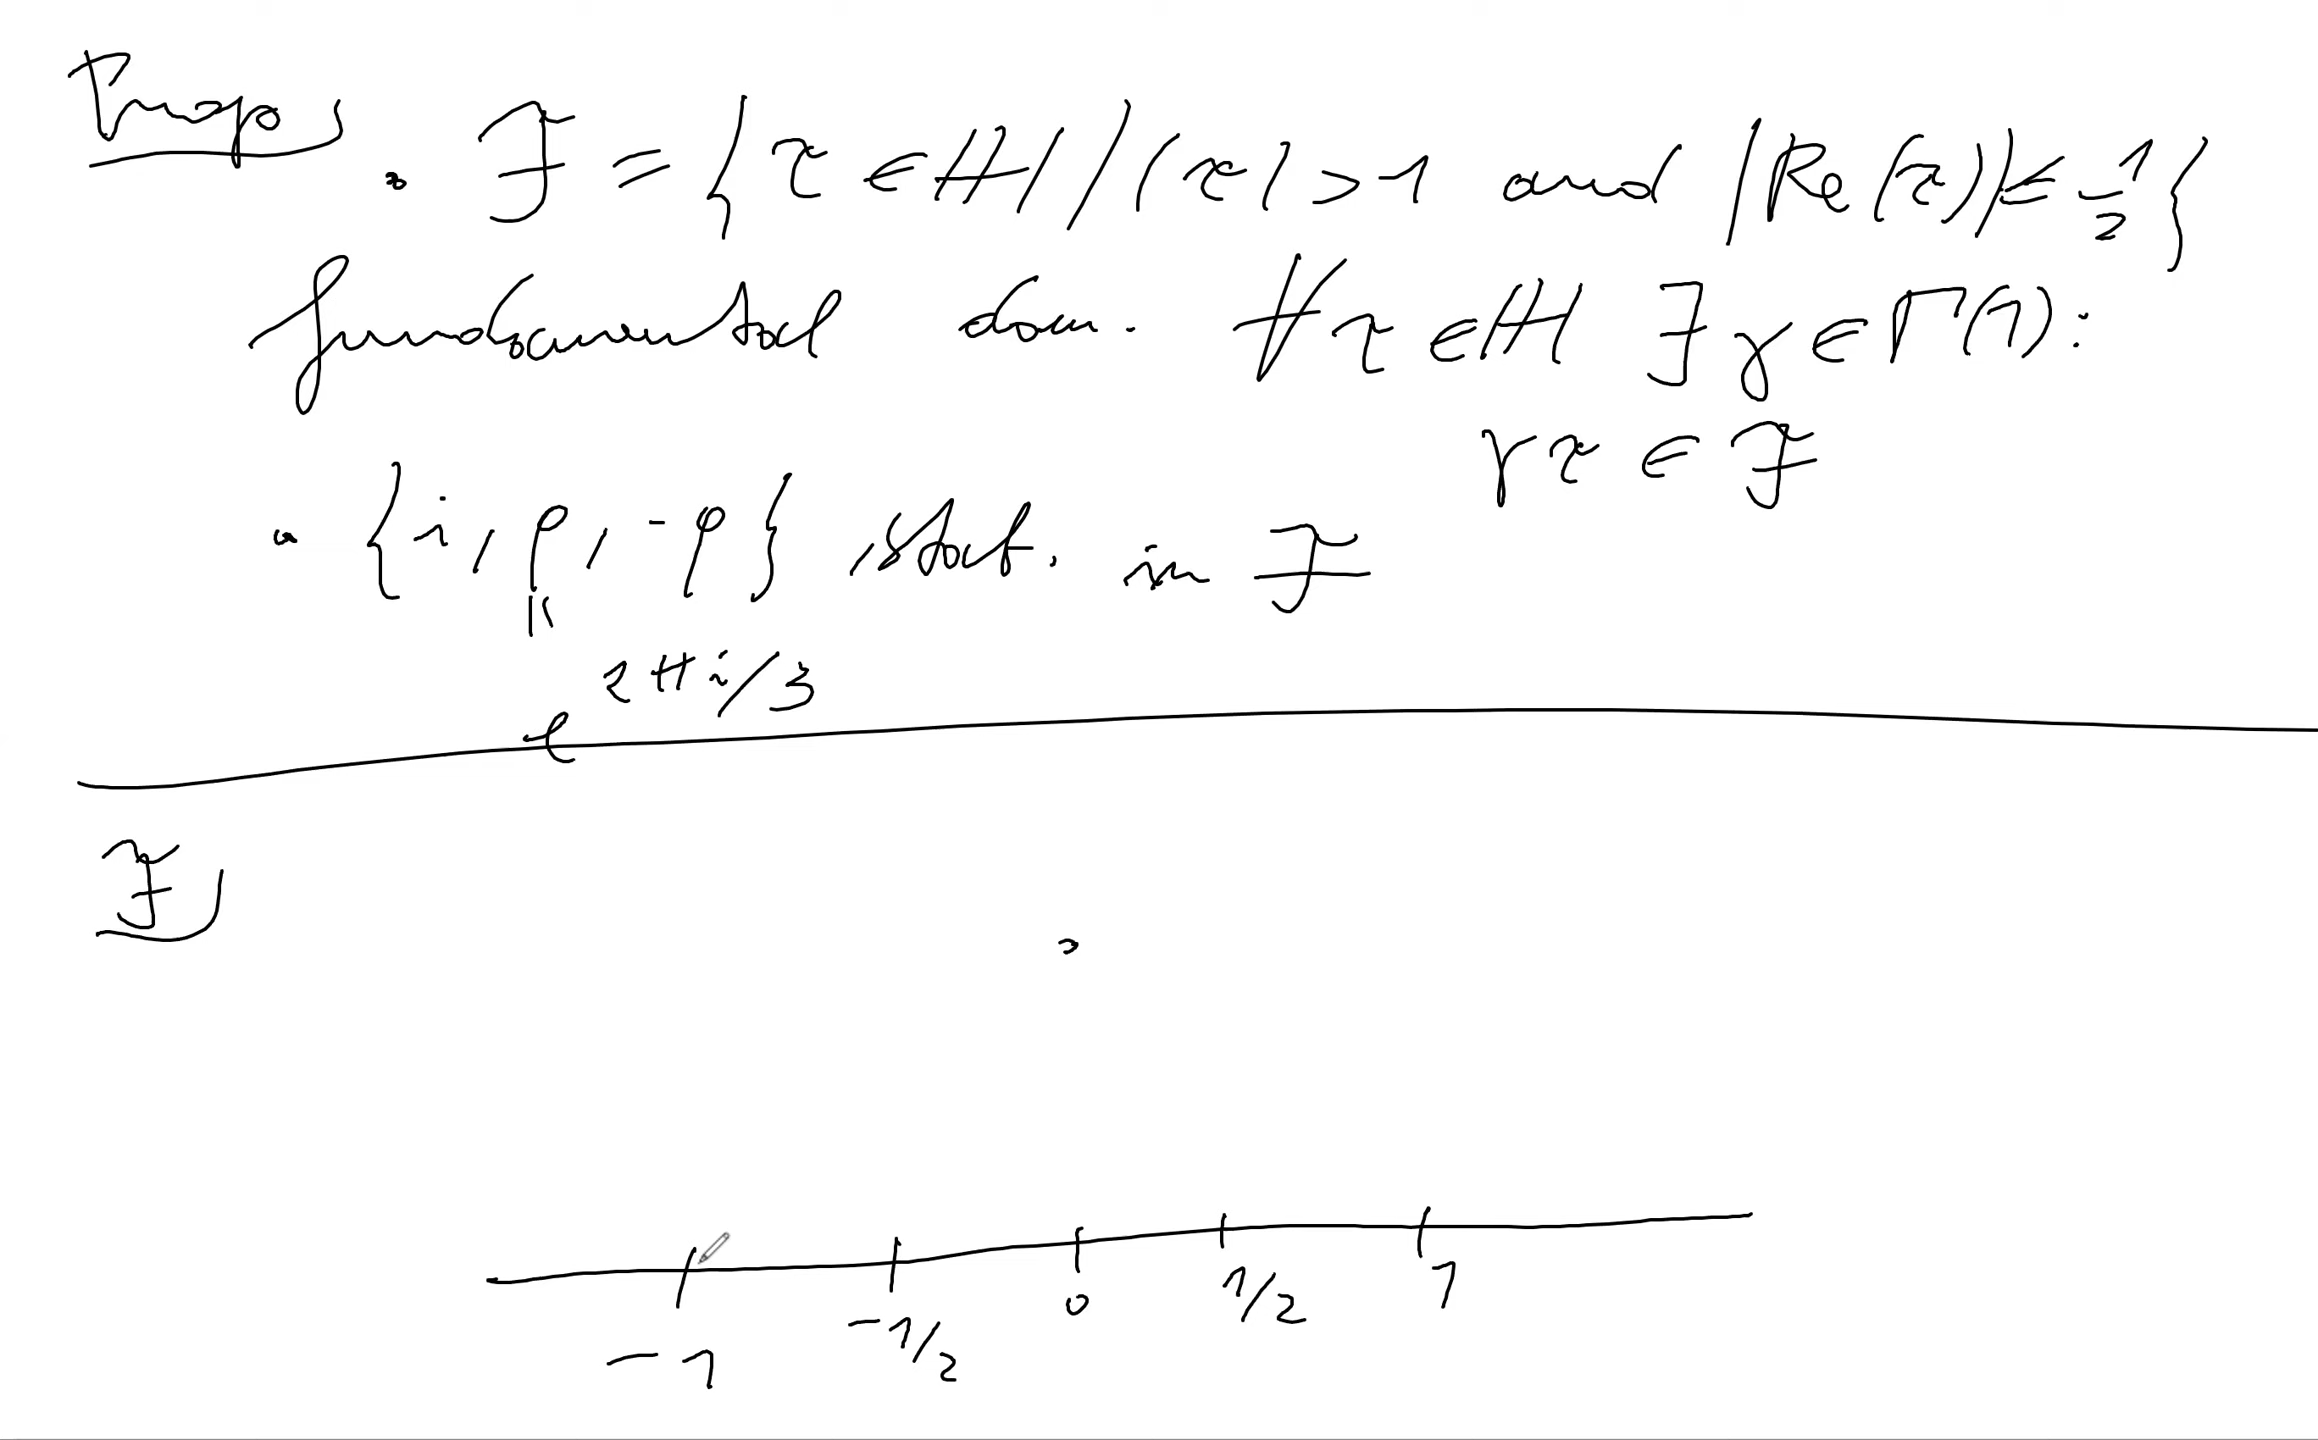 Prop
• F = {τ ∈ H / |τ| >= 1 and |Re(τ)| ≤ 1/2}
fundamental dom. ∀ τ ∈ H ∃ γ ∈ Γ(1):
γτ ∈ F
• {i, ρ, -ρ} stab. in F
||
e^{2πi/3}
F
-1 -1/2 0 1/2 1